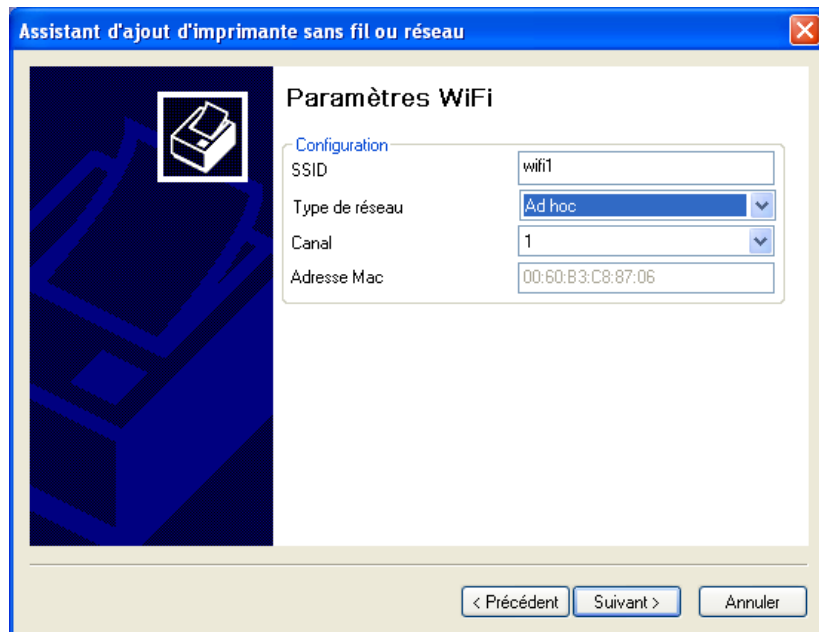 Assistant d'ajout d'imprimante sans fil ou réseau
Paramètres WiFi
Configuration
SSID wifi1
Type de réseau Ad hoc
Canal 1
Adresse Mac 00:60:B3:C8:87:06
< Précédent Suivant > Annuler